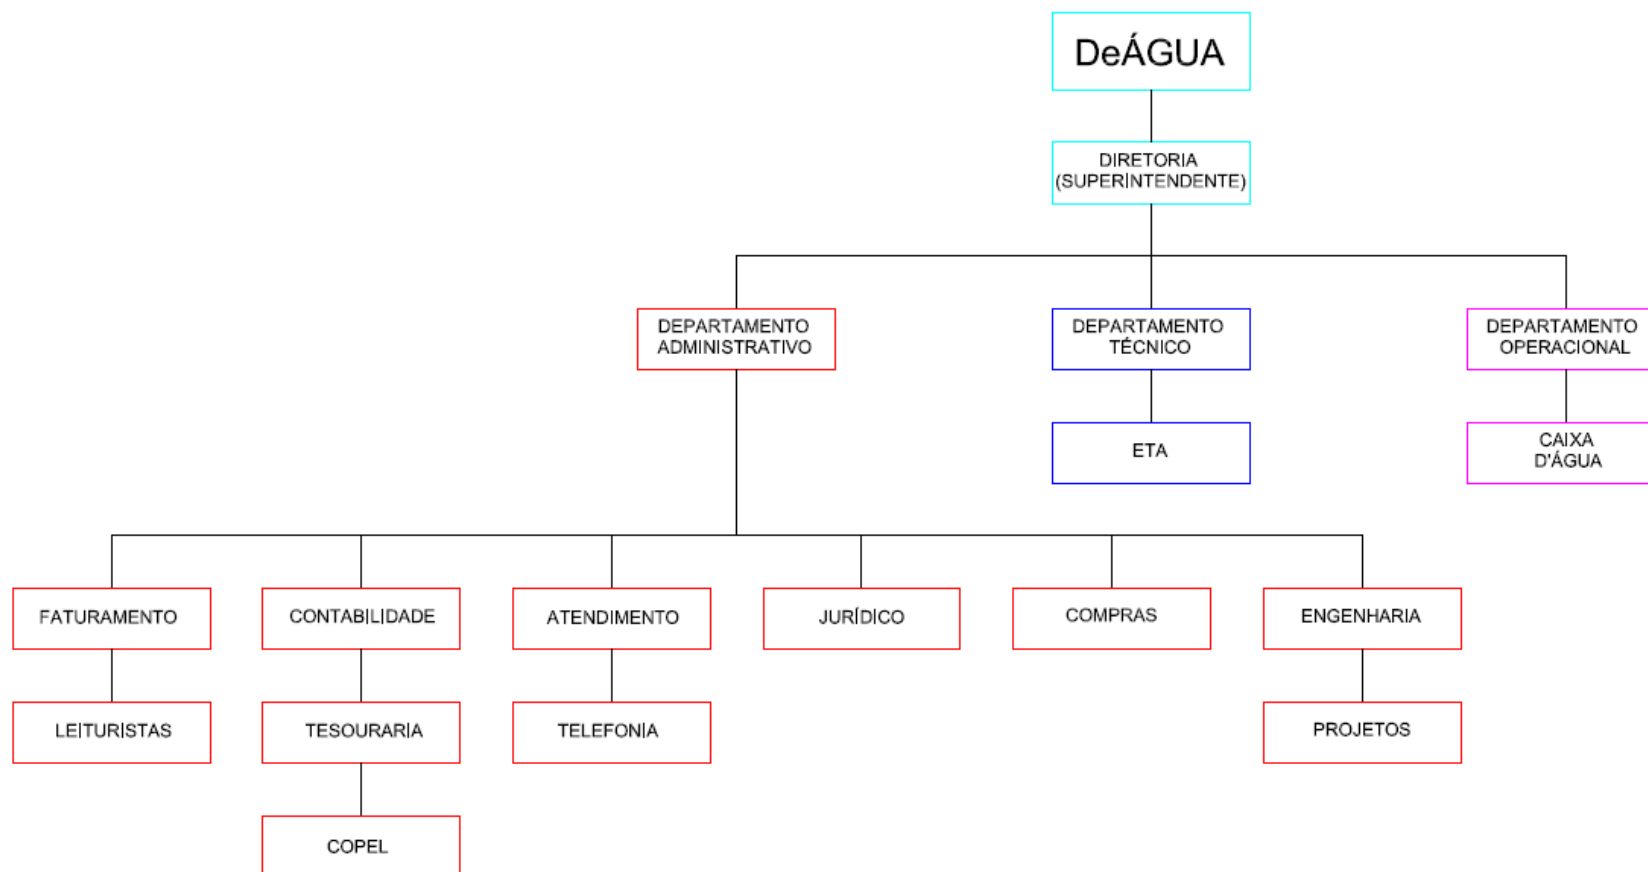 DeÁGUA
DIRETORIA
(SUPERINTENDENTE)
DEPARTAMENTO
ADMINISTRATIVO
DEPARTAMENTO
TÉCNICO
DEPARTAMENTO
OPERACIONAL
ETA
CAIXA
D'ÁGUA
FATURAMENTO
CONTABILIDADE
ATENDIMENTO
JURÍDICO
COMPRAS
ENGENHARIA
LEITURISTAS
TESOURARIA
TELEFONIA
PROJETOS
COPEL